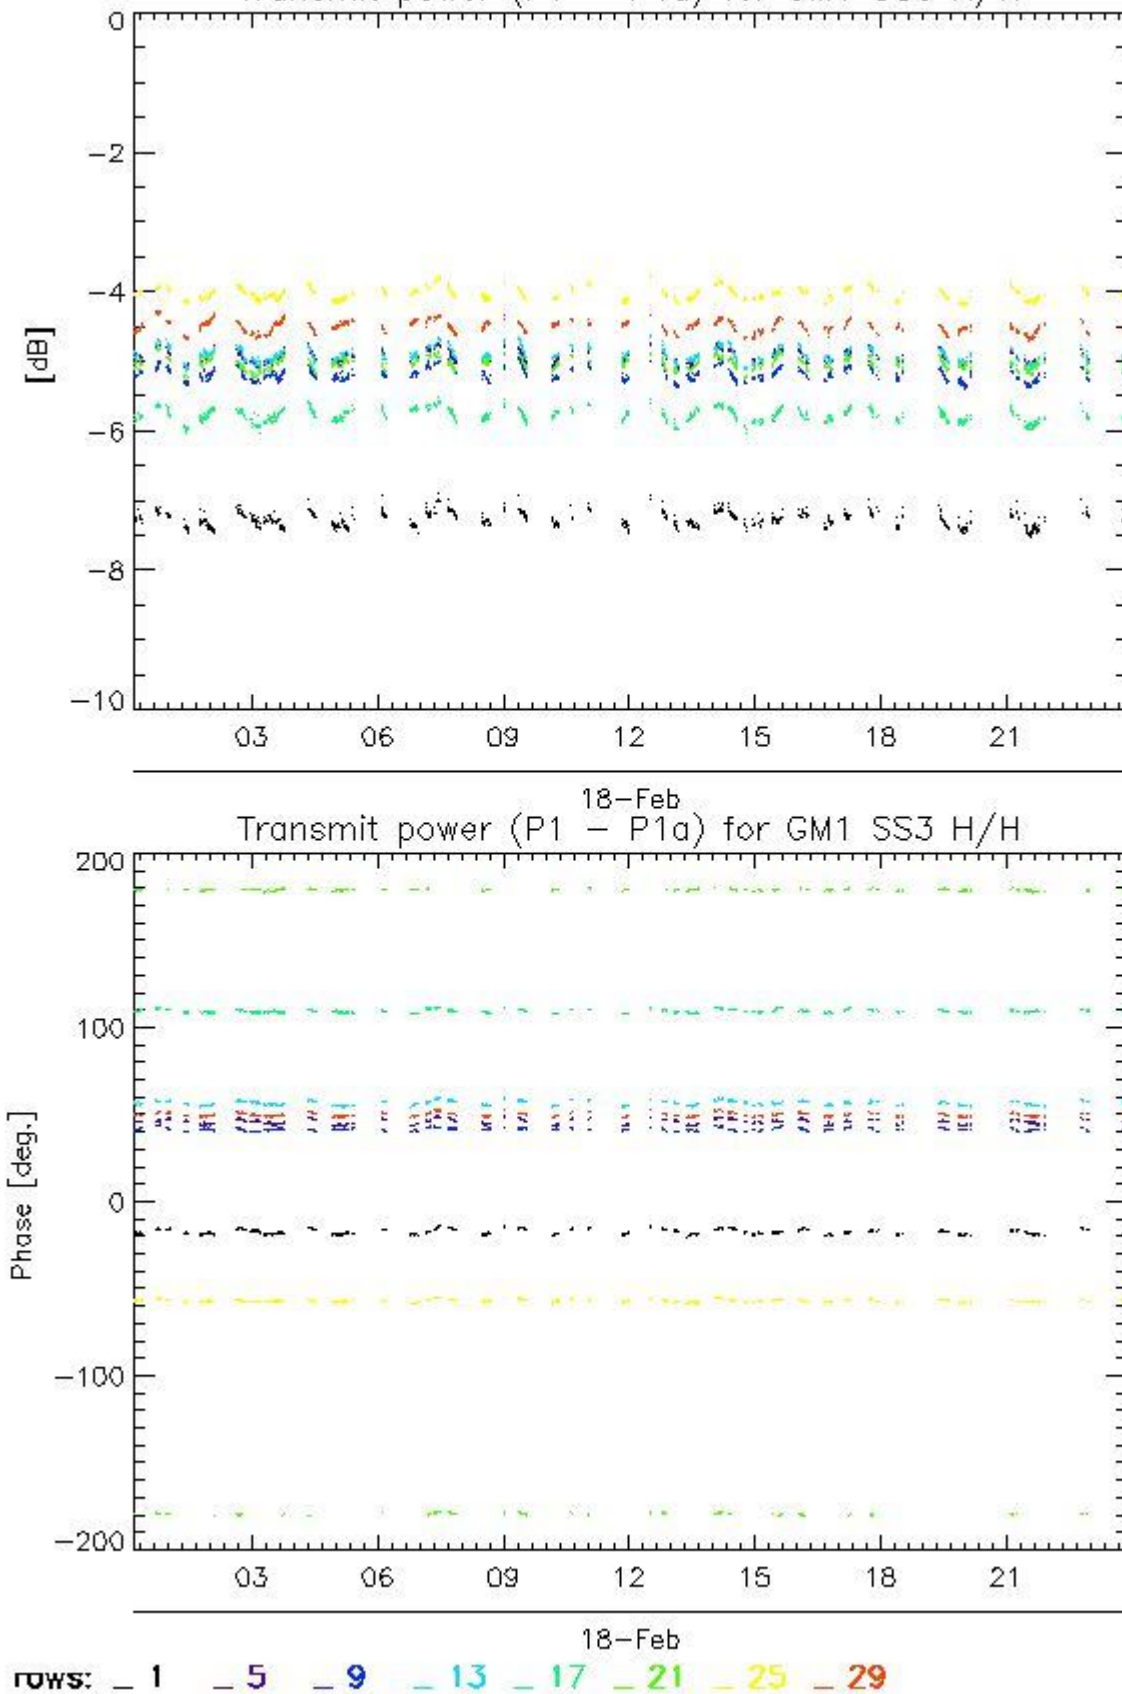 0
-2
-4
[dB]
-6
-8
-10
03 06 09 12 15 18 21
18-Feb
Transmit power (P1 - P1a) for GM1 SS3 H/H
200
100
Phase [deg.]
0
-100
-200
03 06 09 12 15 18 21
18-Feb
rows: _ 1 _ 5 _ 9 _ 13 _ 17 _ 21 _ 25 _ 29